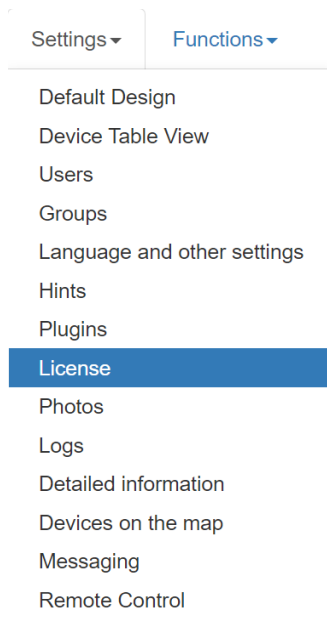 Settings Functions
Default Design
Device Table View
Users
Groups
Language and other settings
Hints
Plugins
License
Photos
Logs
Detailed information
Devices on the map
Messaging
Remote Control